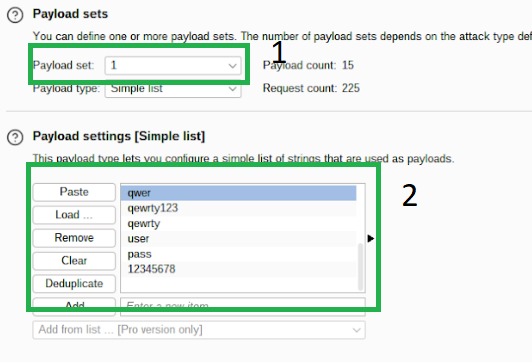 Payload sets
You can define one or more payload sets. The number of payload sets depends on the attack type def
1
Payload set: 1 Payload count: 15
Payload type: Simple list Request count: 225
Payload settings [Simple list]
This payload type lets you configure a simple list of strings that are used as payloads.
2
Paste qwer
Load ... qewrty123
Remove qewrty
Clear user
Deduplicate pass
12345678
Add Enter a new item
Add from list ... [Pro version only]